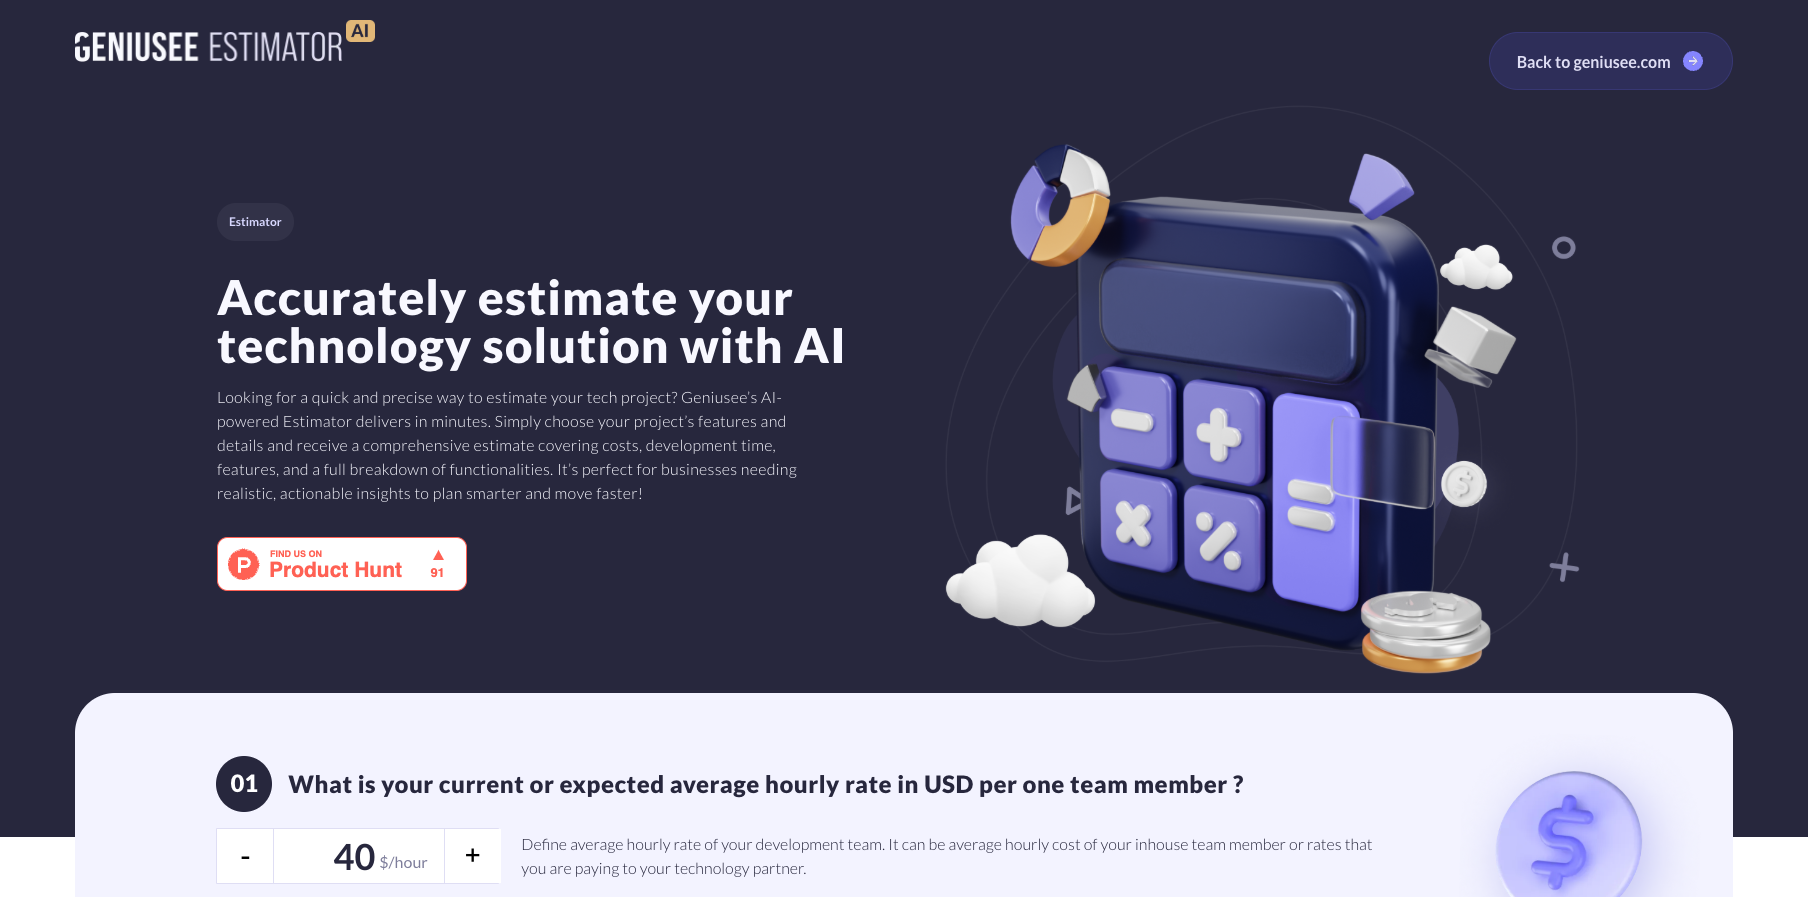 GENIUSEE ESTIMATOR AI
Back to geniusee.com
Estimator
Accurately estimate your
technology solution with AI
Looking for a quick and precise way to estimate your tech project? Geniusee’s AI-
powered Estimator delivers in minutes. Simply choose your project’s features and
details and receive a comprehensive estimate covering costs, development time,
features, and a full breakdown of functionalities. It’s perfect for businesses needing
realistic, actionable insights to plan smarter and move faster!
P
FIND US ON
Product Hunt
▲
91
01
What is your current or expected average hourly rate in USD per one team member ?
- 40 $/hour +
Define average hourly rate of your development team. It can be average hourly cost of your inhouse team member or rates that
you are paying to your technology partner.